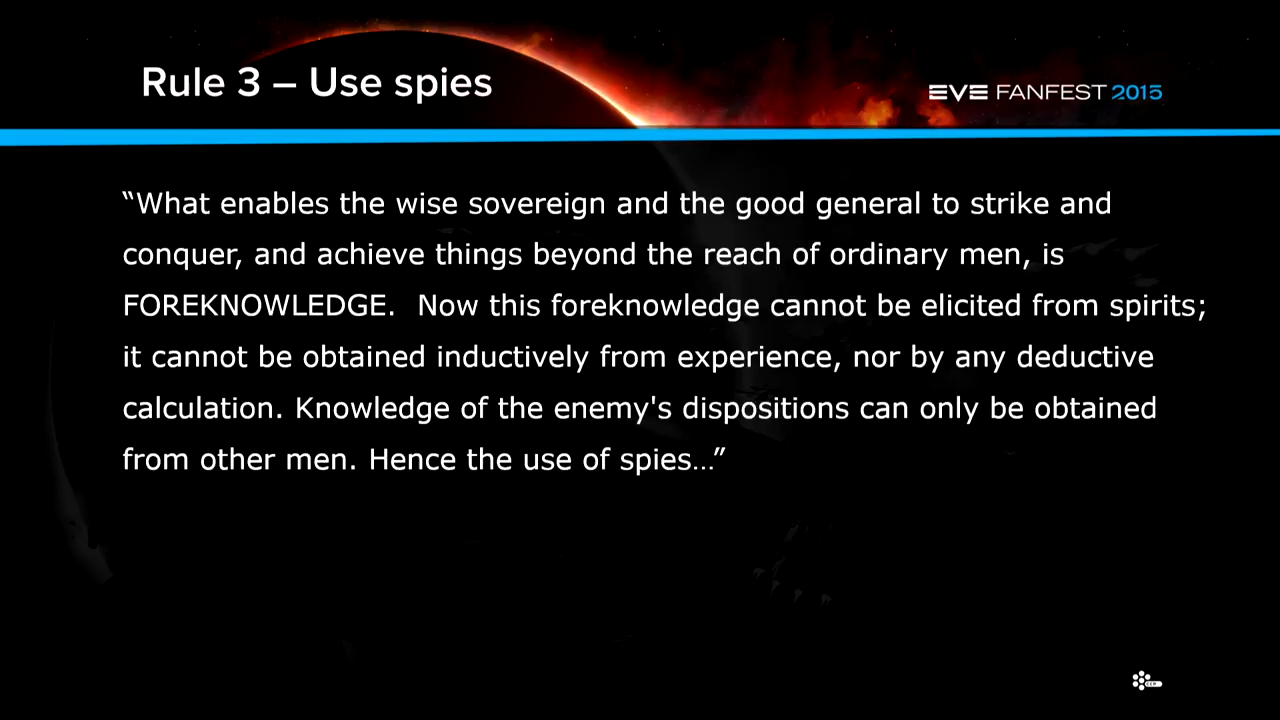 Rule 3 – Use spies
EVE FANFEST 2015
“What enables the wise sovereign and the good general to strike and
conquer, and achieve things beyond the reach of ordinary men, is
FOREKNOWLEDGE.  Now this foreknowledge cannot be elicited from spirits;
it cannot be obtained inductively from experience, nor by any deductive
calculation. Knowledge of the enemy's dispositions can only be obtained
from other men. Hence the use of spies…”
CCP